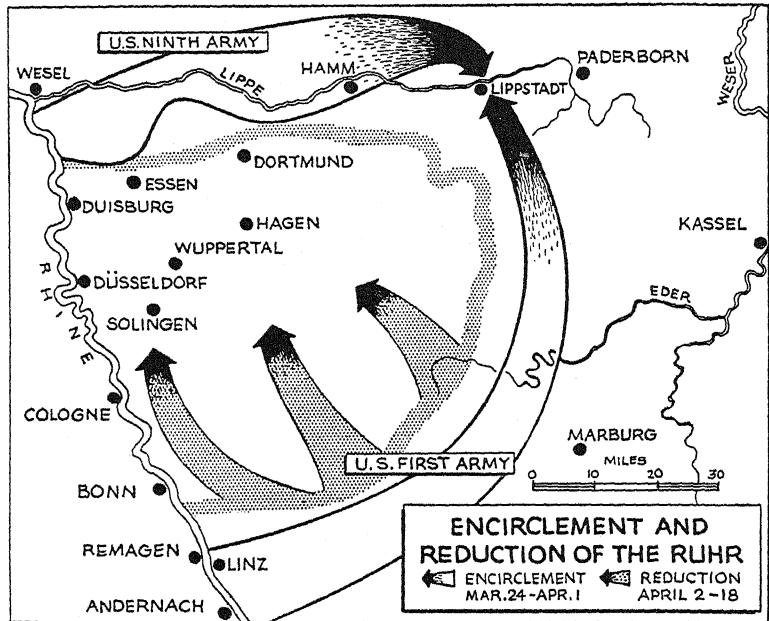 U.S. NINTH ARMY
WESEL
LIPPE
HAMM
LIPPSTADT
PADERBORN
WESER
DORTMUND
ESSEN
DUISBURG
HAGEN
KASSEL
WUPPERTAL
RHINE
DÜSSELDORF
EDER
SOLINGEN
COLOGNE
MARBURG
U.S. FIRST ARMY
MILES
0 10 20 30
BONN
REMAGEN
LINZ
ANDERNACH
ENCIRCLEMENT AND
REDUCTION OF THE RUHR
ENCIRCLEMENT REDUCTION
MAR. 24-APR. 1 APRIL 2-18